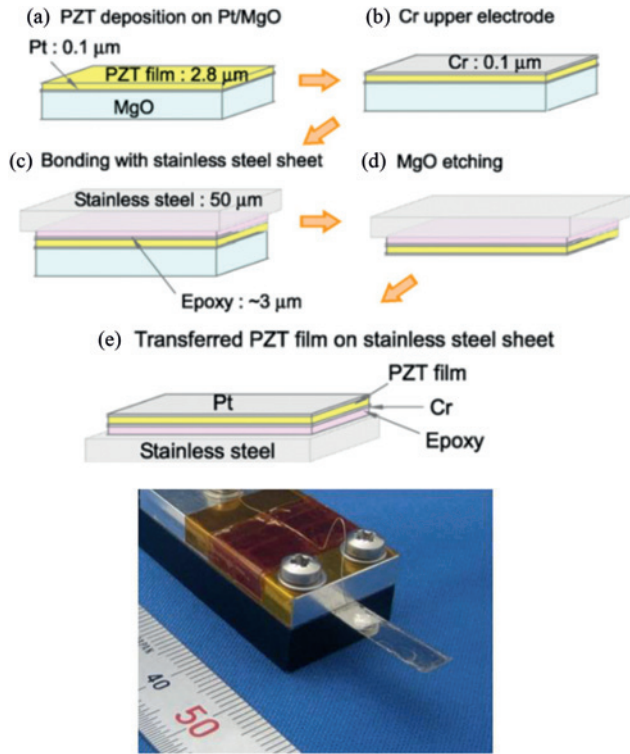 (a) PZT deposition on Pt/MgO
Pt : 0.1 μm
PZT film : 2.8 μm
MgO
(b) Cr upper electrode
Cr : 0.1 μm
(c) Bonding with stainless steel sheet
Stainless steel : 50 μm
Epoxy : ~3 μm
(d) MgO etching
(e) Transferred PZT film on stainless steel sheet
PZT film
Pt
Cr
Epoxy
Stainless steel
JAPAN
40
50